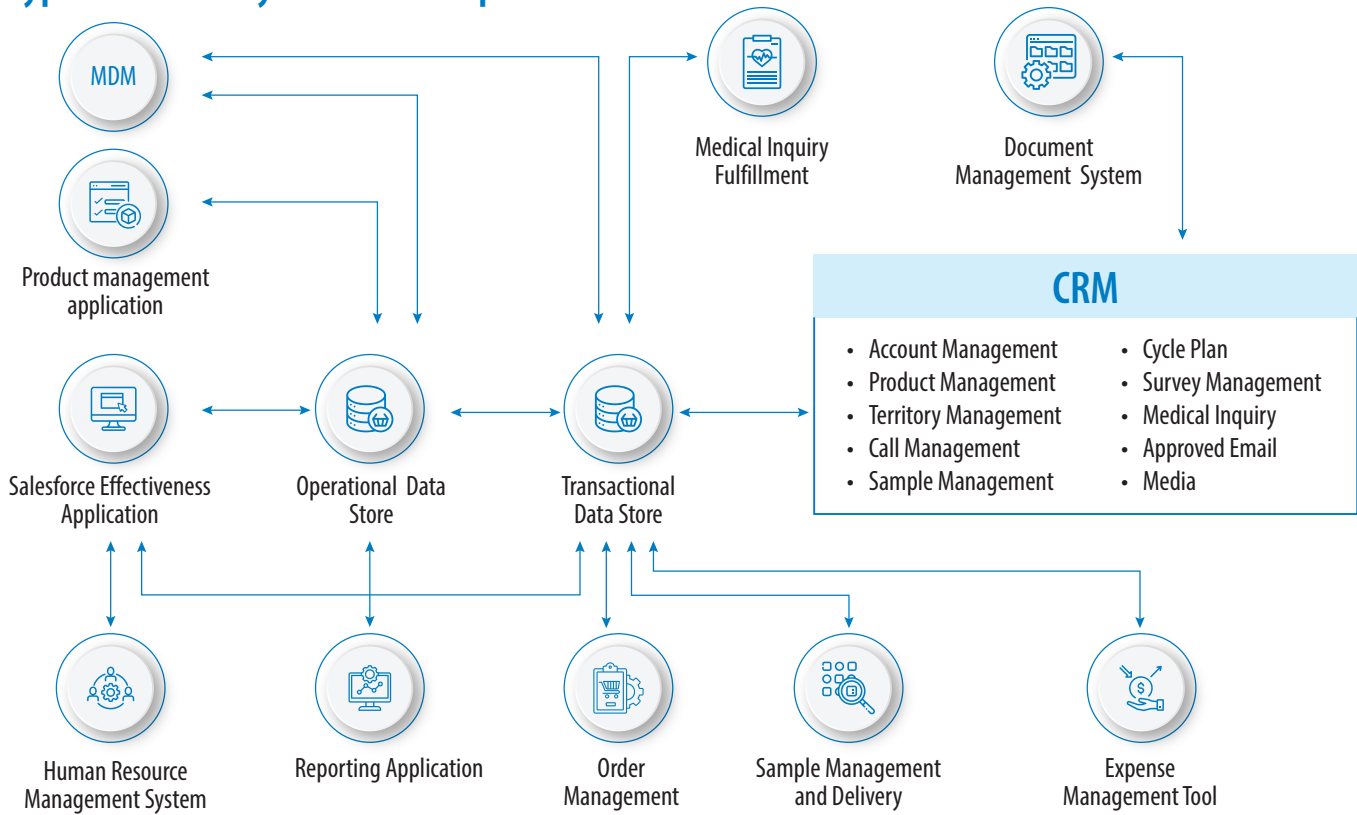 MDM
Medical Inquiry
Fulfillment
Document
Management System
Product management
application
CRM
• Account Management
• Product Management
• Territory Management
• Call Management
• Sample Management
• Cycle Plan
• Survey Management
• Medical Inquiry
• Approved Email
• Media
Salesforce Effectiveness
Application
Operational Data
Store
Transactional
Data Store
Human Resource
Management System
Reporting Application
Order
Management
Sample Management
and Delivery
Expense
Management Tool